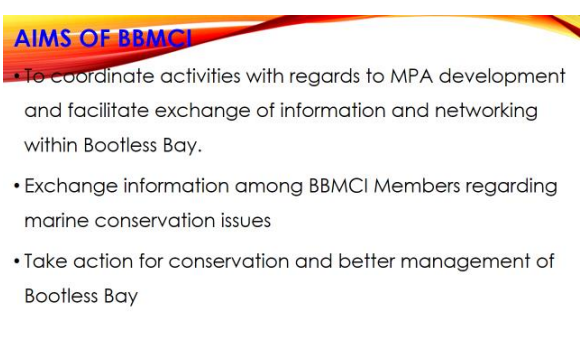 AIMS OF BBMCI
• To coordinate activities with regards to MPA development
and facilitate exchange of information and networking
within Bootless Bay.
• Exchange information among BBMCI Members regarding
marine conservation issues
• Take action for conservation and better management of
Bootless Bay